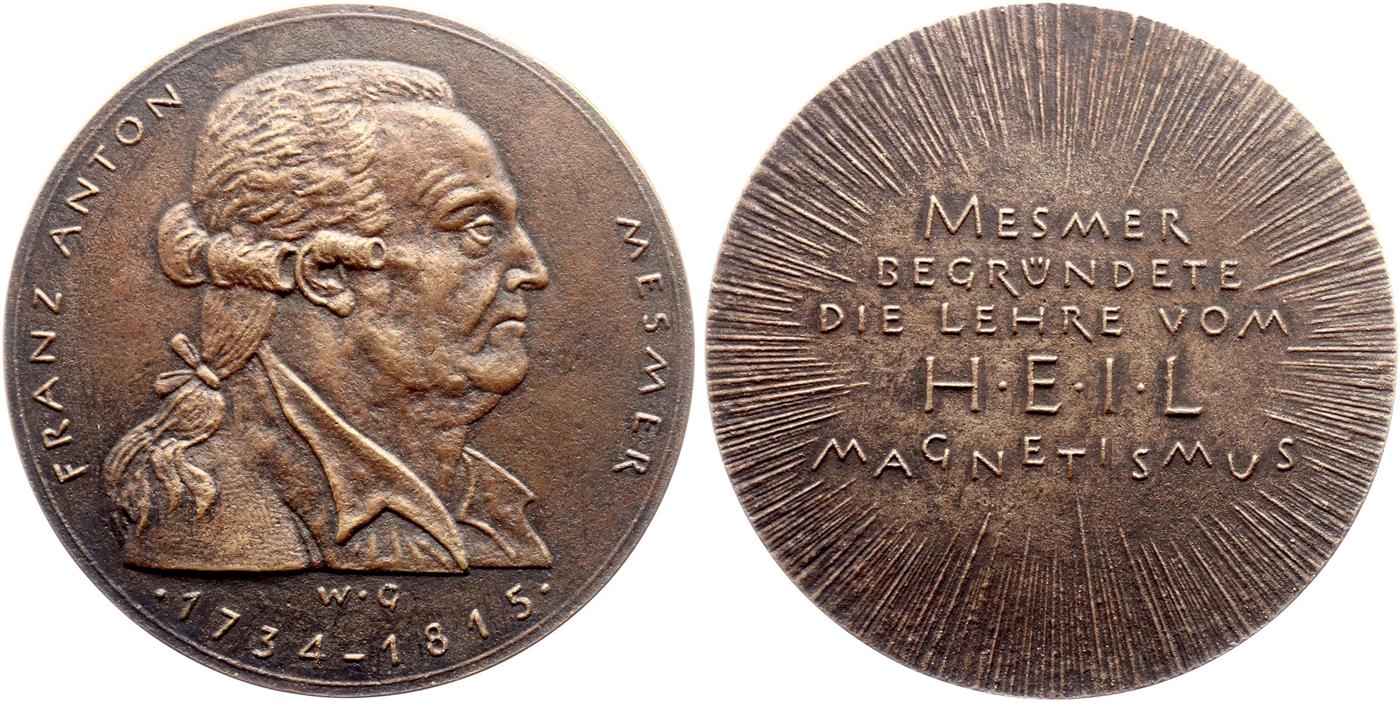 FRANZ ANTON MESMER
W·G
·1734–1815·
MESMER
BEGRÜNDETE
DIE LEHRE VOM
H·E·I·L
MAGNETISMUS